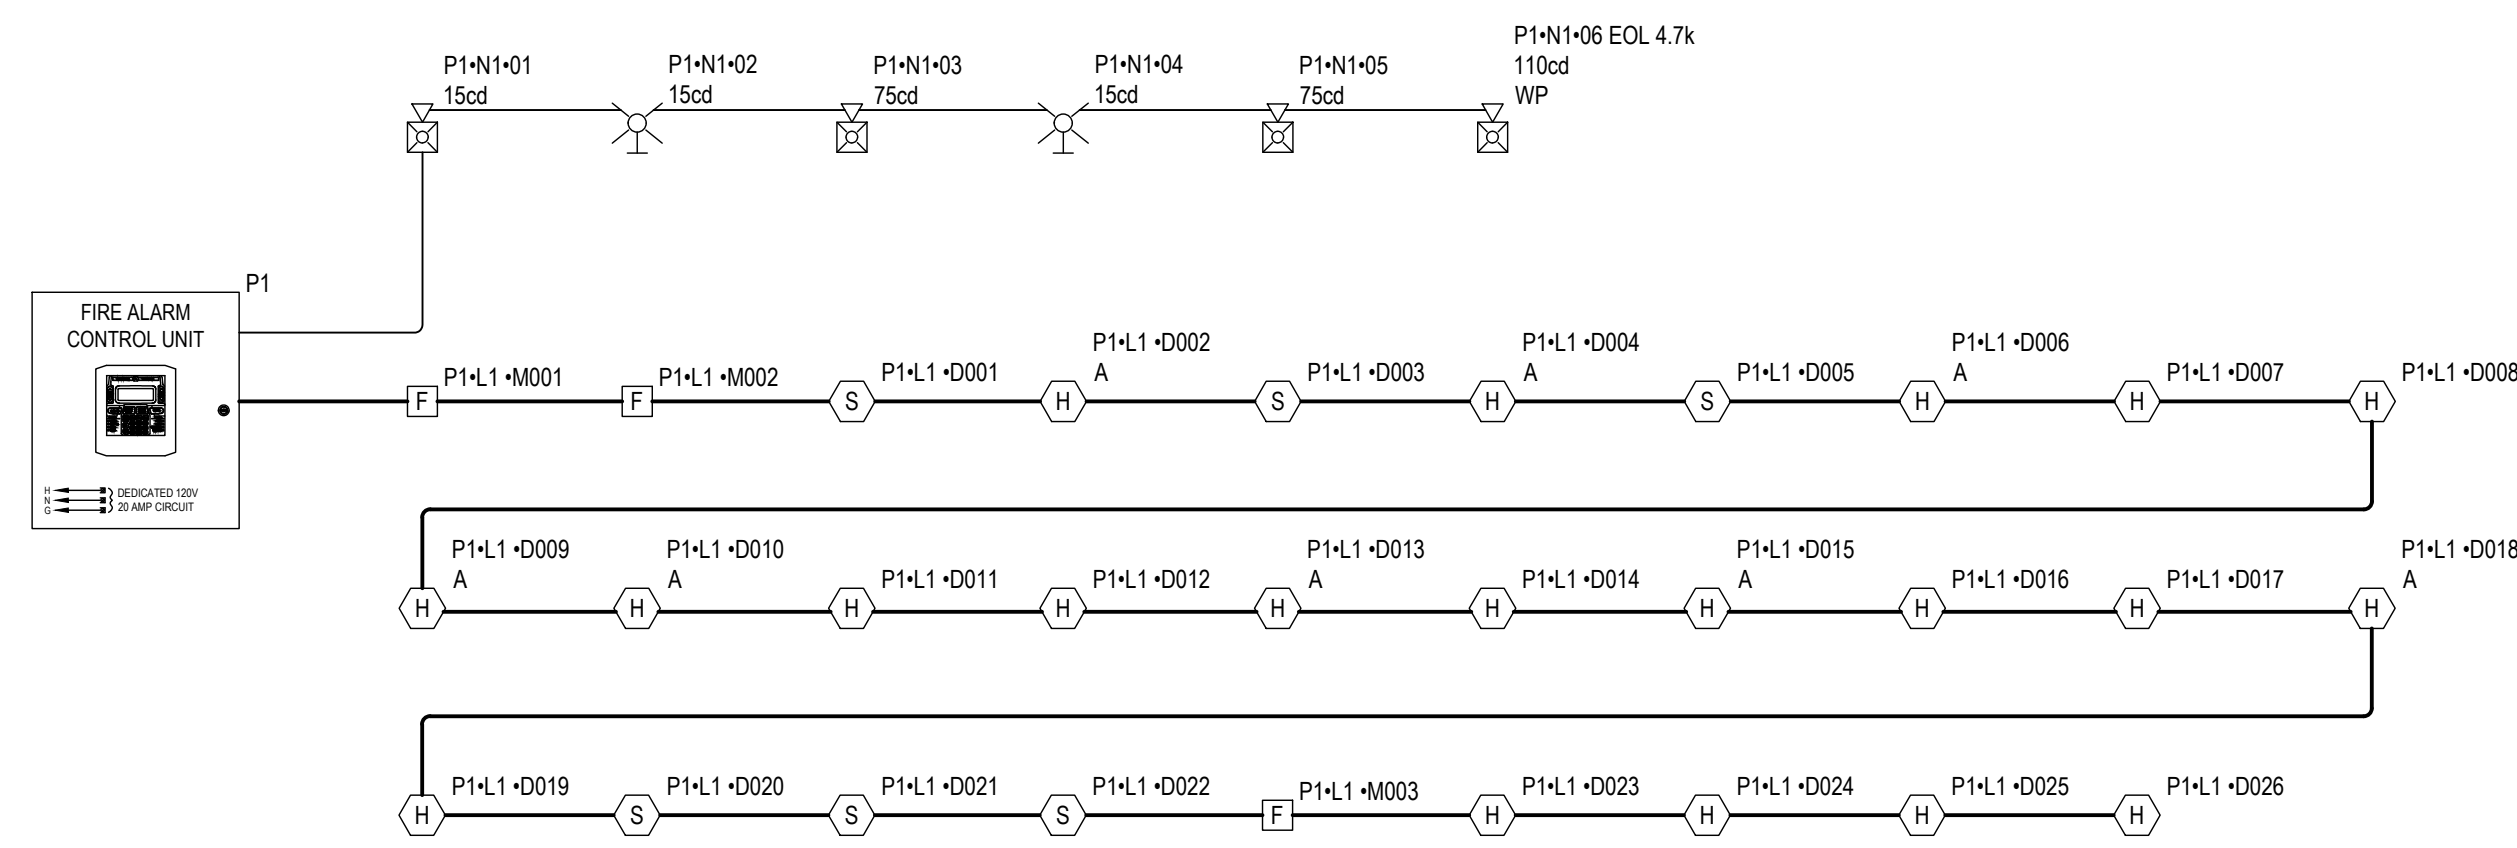 P1•N1•01
15cd
P1•N1•02
15cd
P1•N1•03
75cd
P1•N1•04
15cd
P1•N1•05
75cd
P1•N1•06 EOL 4.7k
110cd
WP
P1
FIRE ALARM
CONTROL UNIT
H
N
G
DEDICATED 120V
20 AMP CIRCUIT
F
P1•L1 •M001
F
P1•L1 •M002
S
P1•L1 •D001
H
P1•L1 •D002
A
S
P1•L1 •D003
H
P1•L1 •D004
A
S
P1•L1 •D005
H
P1•L1 •D006
A
H
P1•L1 •D007
H
P1•L1 •D008
H
P1•L1 •D009
A
H
P1•L1 •D010
A
H
P1•L1 •D011
H
P1•L1 •D012
H
P1•L1 •D013
A
H
P1•L1 •D014
H
P1•L1 •D015
A
H
P1•L1 •D016
H
P1•L1 •D017
H
P1•L1 •D018
A
H
P1•L1 •D019
S
P1•L1 •D020
S
P1•L1 •D021
S
P1•L1 •D022
F
P1•L1 •M003
H
P1•L1 •D023
H
P1•L1 •D024
H
P1•L1 •D025
H
P1•L1 •D026